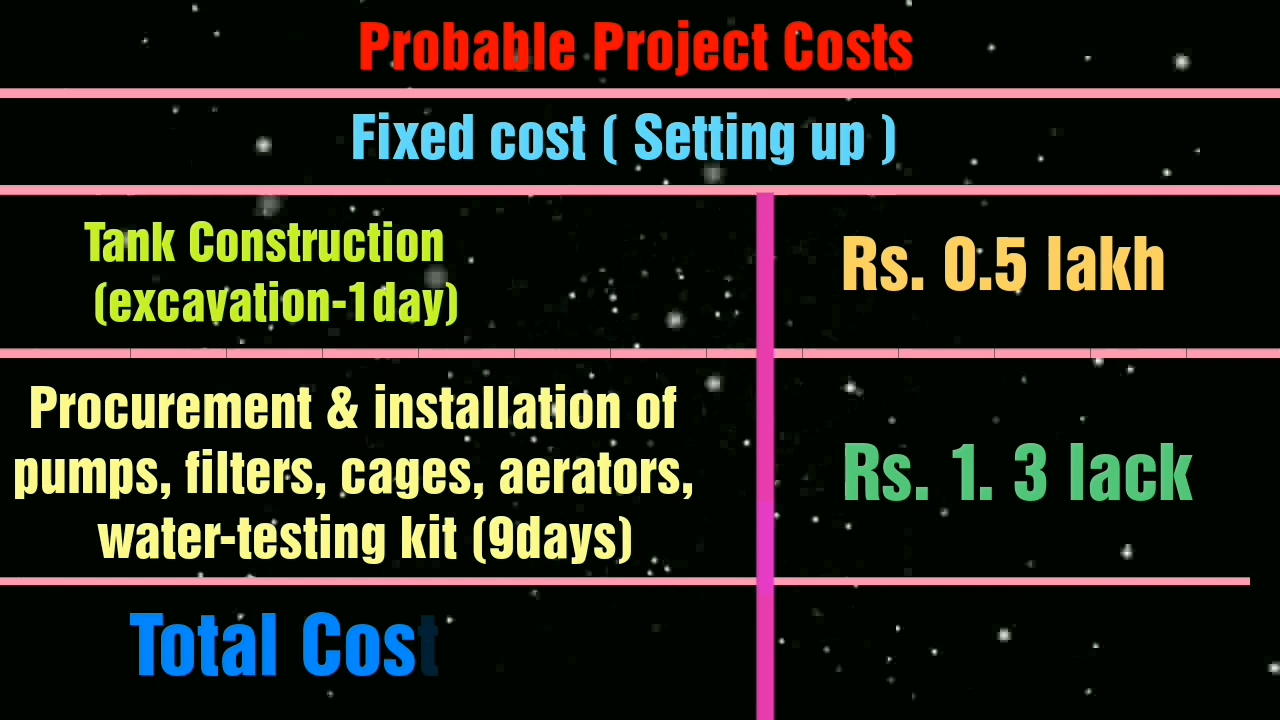 Probable Project Costs
Fixed cost ( Setting up )
Tank Construction
(excavation-1day)
Rs. 0.5 lakh
Procurement & installation of
pumps, filters, cages, aerators,
water-testing kit (9days)
Rs. 1. 3 lack
Total Cost